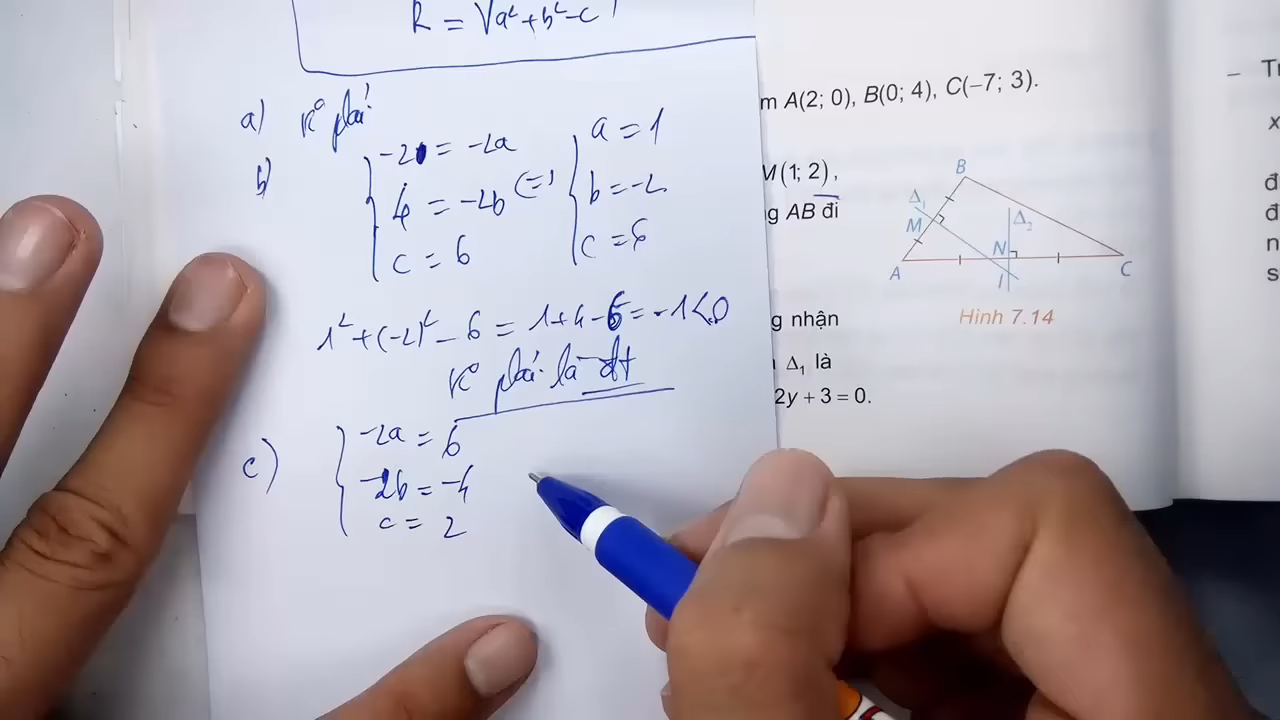 R = √a²+b²-c
a) k° phải
b) { -2 = -2a
4 = -2b
c = 6
(=)
{ a = 1
b = -2
c = 6
1² + (-2)² - 6 = 1+4-6 = -1 < 0
k° phải là đt
c) { -2a = 6
-2b = -4
c = 2
m A(2; 0), B(0; 4), C(−7; 3).
M(1; 2),
g AB đi
g nhận
Δ₁ là
2y + 3 = 0.
B
Δ₁
M
Δ₂
N
A
I
C
Hình 7.14
– Tr
x
đ
đ
n
s